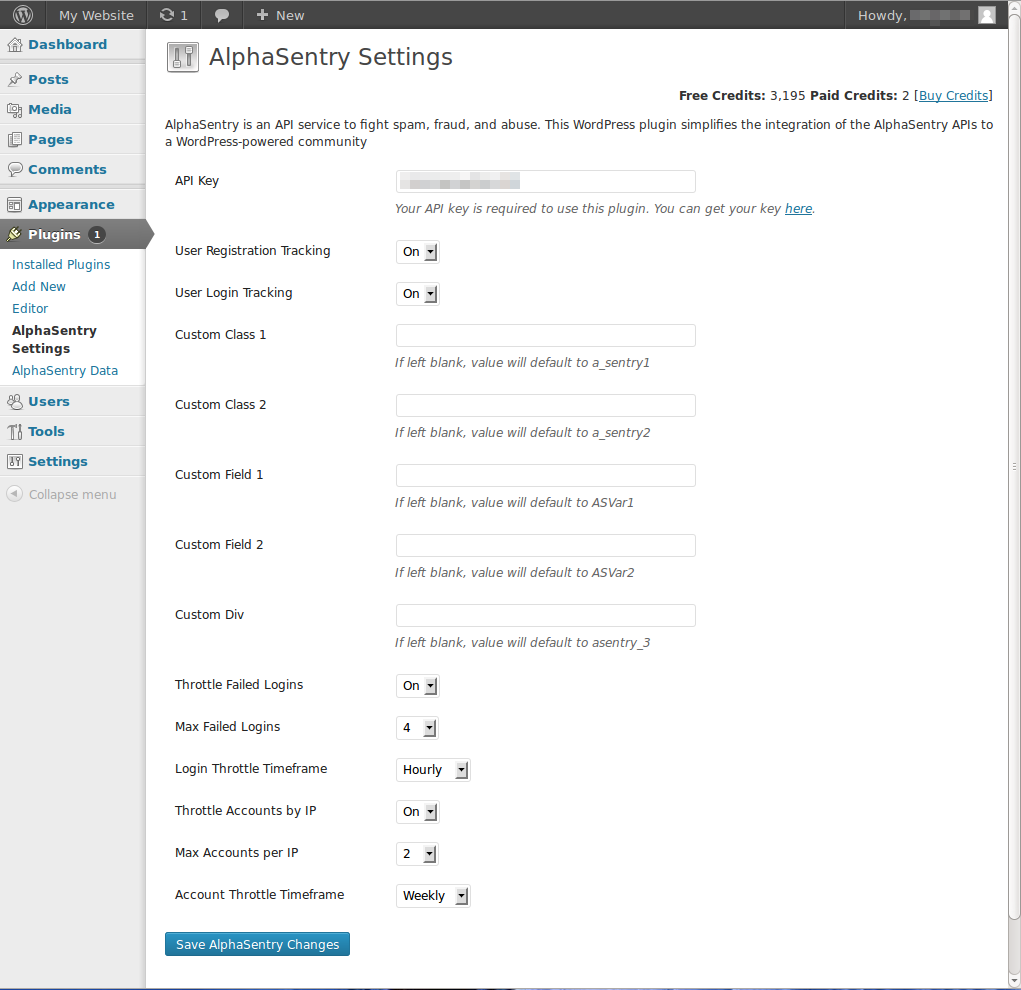 My Website 1 New Howdy,
Dashboard
Posts
Media
Pages
Comments
Appearance
Plugins 1
Installed Plugins
Add New
Editor
AlphaSentry
Settings
AlphaSentry Data
Users
Tools
Settings
Collapse menu
AlphaSentry Settings
Free Credits: 3,195 Paid Credits: 2 [Buy Credits]
AlphaSentry is an API service to fight spam, fraud, and abuse. This WordPress plugin simplifies the integration of the AlphaSentry APIs to
a WordPress-powered community
API Key
Your API key is required to use this plugin. You can get your key here.
User Registration Tracking On
User Login Tracking On
Custom Class 1
If left blank, value will default to a_sentry1
Custom Class 2
If left blank, value will default to a_sentry2
Custom Field 1
If left blank, value will default to ASVar1
Custom Field 2
If left blank, value will default to ASVar2
Custom Div
If left blank, value will default to asentry_3
Throttle Failed Logins On
Max Failed Logins 4
Login Throttle Timeframe Hourly
Throttle Accounts by IP On
Max Accounts per IP 2
Account Throttle Timeframe Weekly
Save AlphaSentry Changes